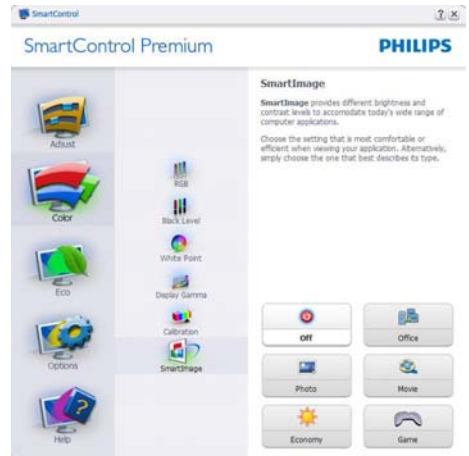 SmartControl
? x
SmartControl Premium
PHILIPS
Adjust
Color
Eco
Options
Help
RGB
Black Level
White Point
Display Gamma
Calibration
SmartImage
SmartImage
SmartImage provides different brightness and
contrast levels to accomodate today's wide range of
computer applications.
Choose the setting that is most comfortable or
efficient when viewing your application. Alternatively,
simply choose the one that best describes its type.
Off
Office
Photo
Movie
Economy
Game